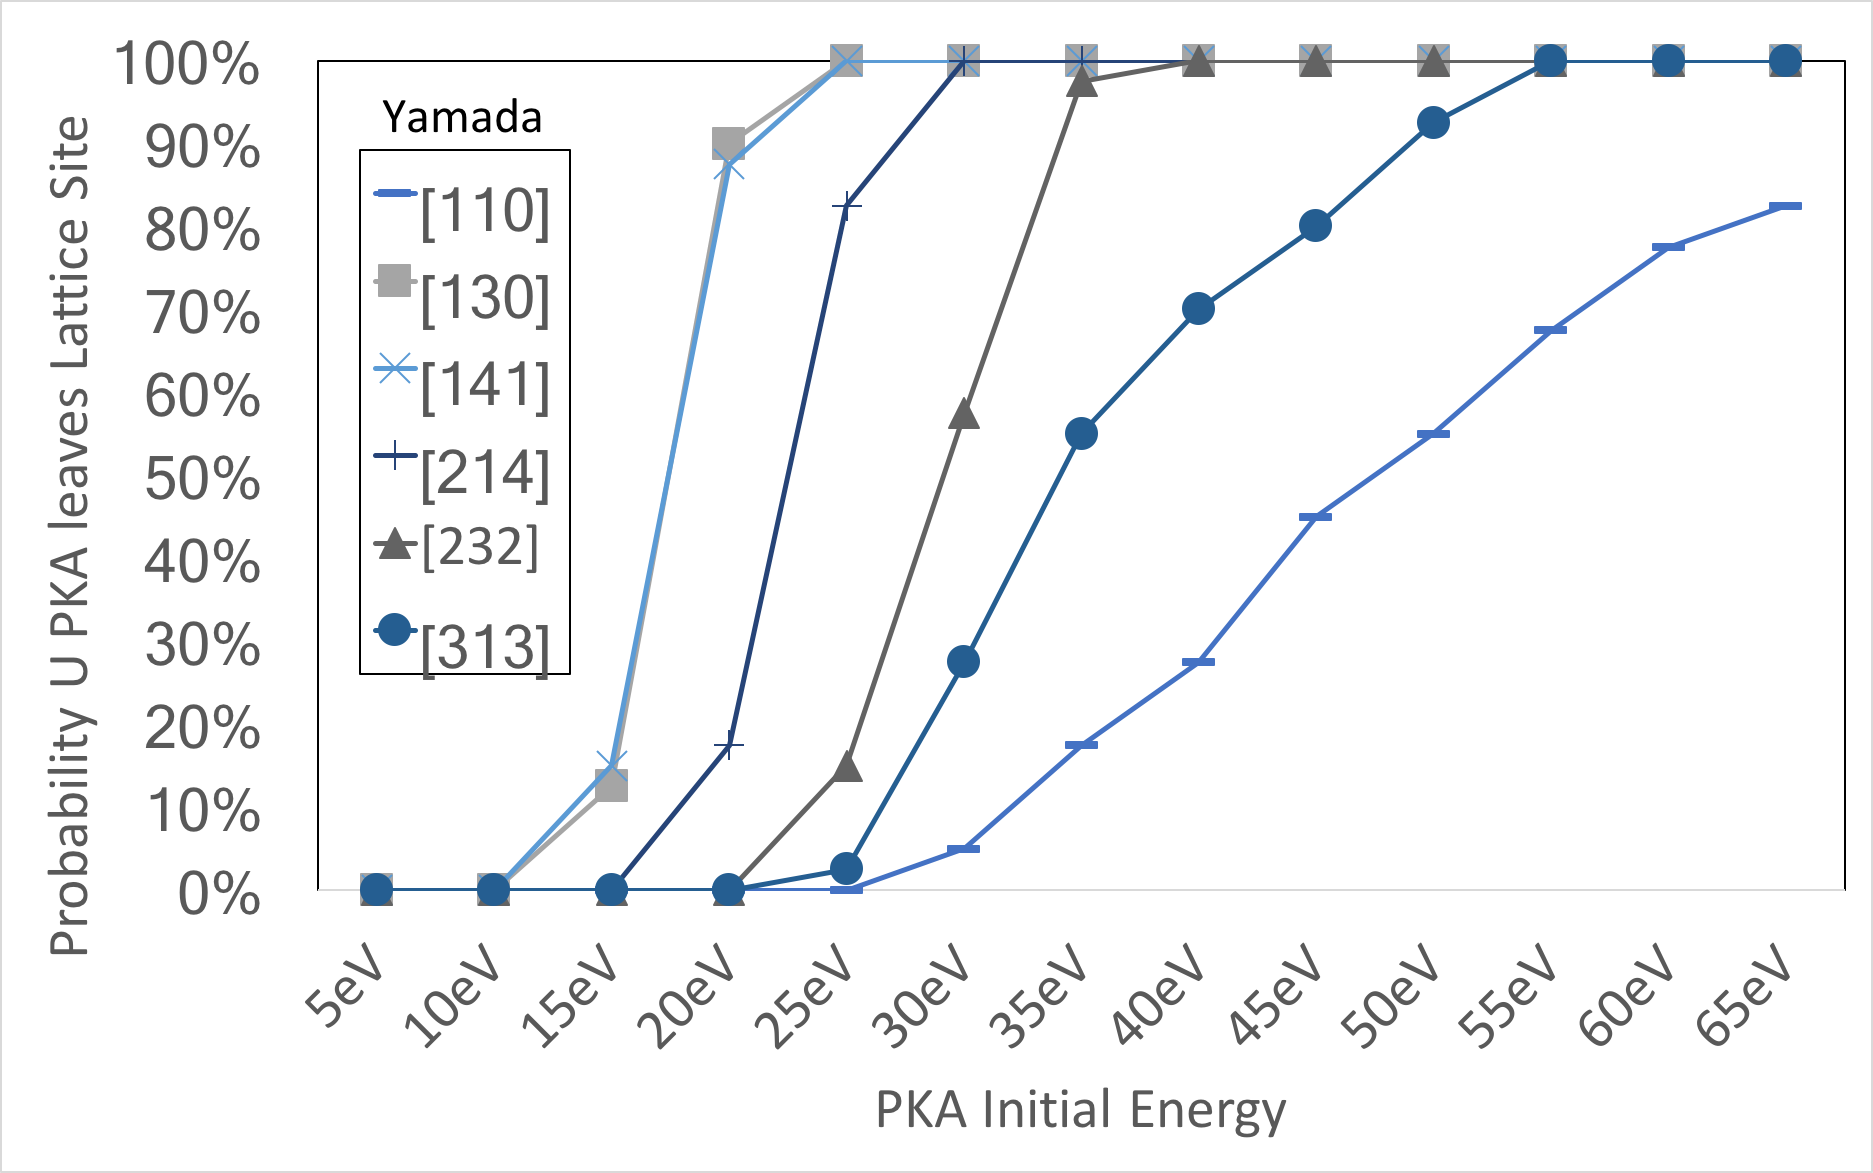 Probability U PKA leaves Lattice Site
100%
90%
80%
70%
60%
50%
40%
30%
20%
10%
0%
Yamada
[110]
[130]
[141]
[214]
[232]
[313]
5eV
10eV
15eV
20eV
25eV
30eV
35eV
40eV
45eV
50eV
55eV
60eV
65eV
PKA Initial Energy